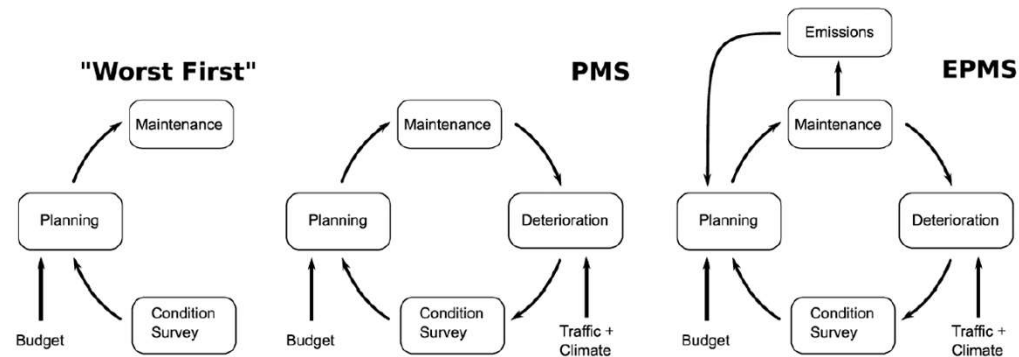 "Worst First"
Maintenance
Planning
Condition
Survey
Budget
PMS
Maintenance
Planning
Deterioration
Condition
Survey
Budget
Traffic +
Climate
Emissions
EPMS
Maintenance
Planning
Deterioration
Condition
Survey
Budget
Traffic +
Climate